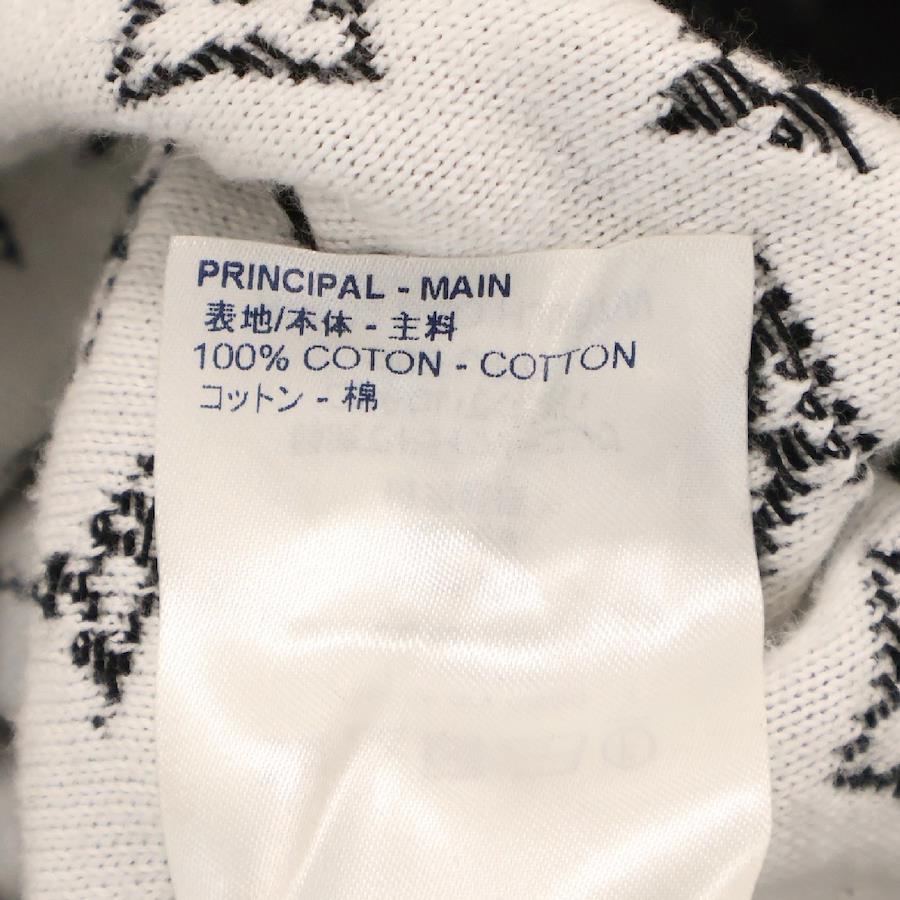 PRINCIPAL - MAIN
表地/本体 - 主料
100% COTON - COTTON
コットン - 棉